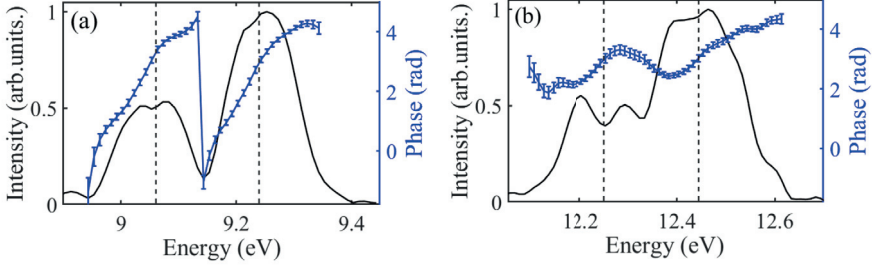 (a)
Intensity (arb.units.)
1
0.5
0
9
9.2
9.4
Energy (eV)
4
2
0
Phase (rad)
(b)
Intensity (arb.units.)
1
0.5
0
12.2
12.4
12.6
Energy (eV)
4
2
0
Phase (rad)